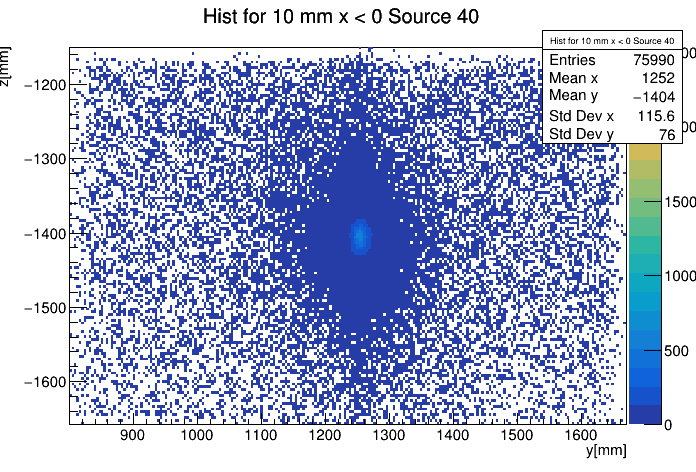 Hist for 10 mm x < 0 Source 40
Hist for 10 mm x < 0 Source 40
Entries 75990
Mean x 1252
Mean y −1404
Std Dev x 115.6
Std Dev y 76
z[mm]
−1200
−1300
−1400
−1500
−1600
900 1000 1100 1200 1300 1400 1500 1600
y[mm]
1500
1000
500
0